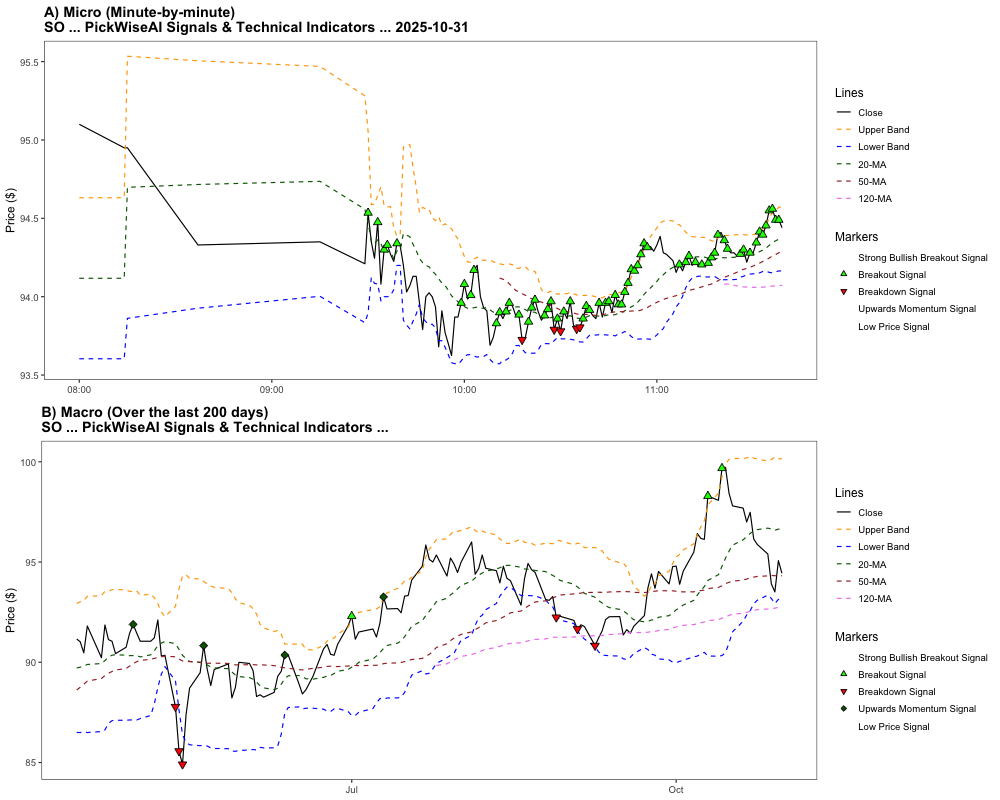 A) Micro (Minute-by-minute)
SO ... PickWiseAI Signals & Technical Indicators ... 2025-10-31
Price ($)
95.5
95.0
94.5
94.0
93.5
08:00
09:00
10:00
11:00
Lines
Close
Upper Band
Lower Band
20-MA
50-MA
120-MA
Markers
Strong Bullish Breakout Signal
Breakout Signal
Breakdown Signal
Upwards Momentum Signal
Low Price Signal
B) Macro (Over the last 200 days)
SO ... PickWiseAI Signals & Technical Indicators ...
Price ($)
100
95
90
85
Jul
Oct
Lines
Close
Upper Band
Lower Band
20-MA
50-MA
120-MA
Markers
Strong Bullish Breakout Signal
Breakout Signal
Breakdown Signal
Upwards Momentum Signal
Low Price Signal